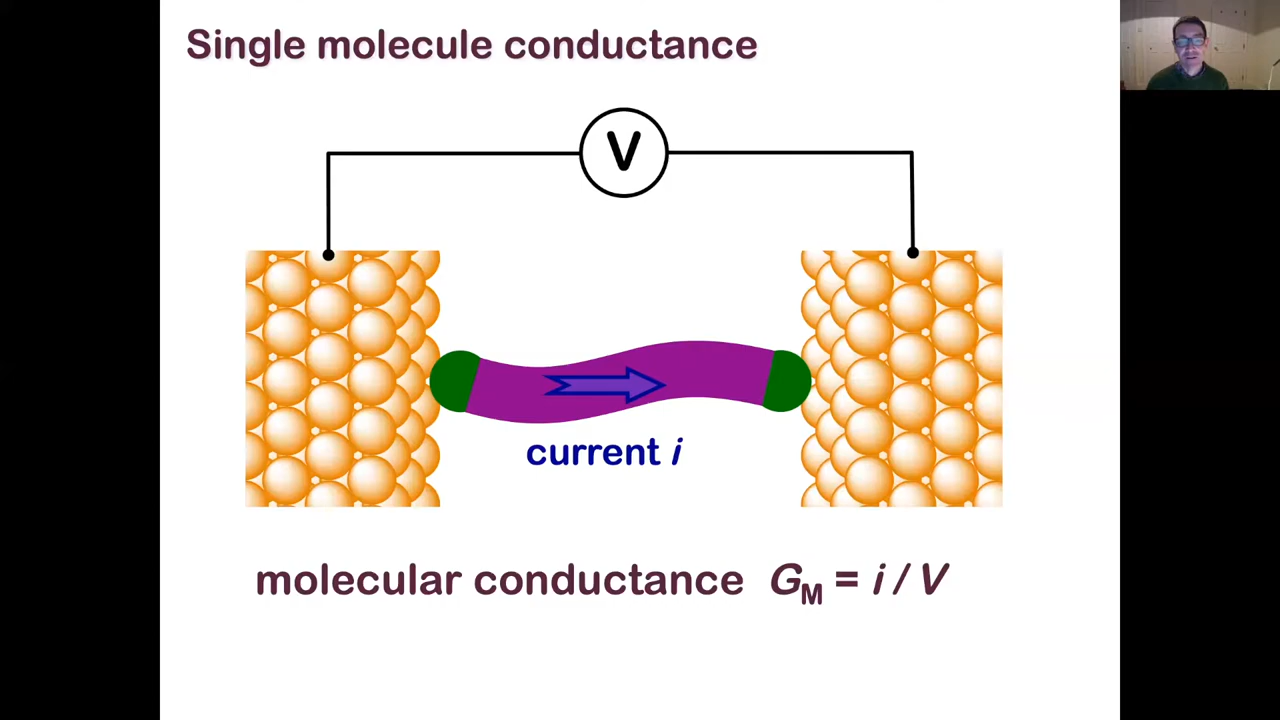 Single molecule conductance
V
current i
molecular conductance G_M = i / V